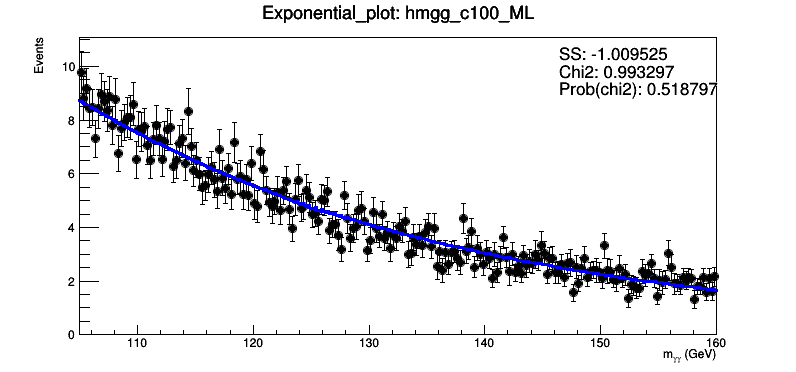 Exponential_plot: hmgg_c100_ML
Events
SS: -1.009525
Chi2: 0.993297
Prob(chi2): 0.518797
10
8
6
4
2
0
110 120 130 140 150 160
m_γγ (GeV)